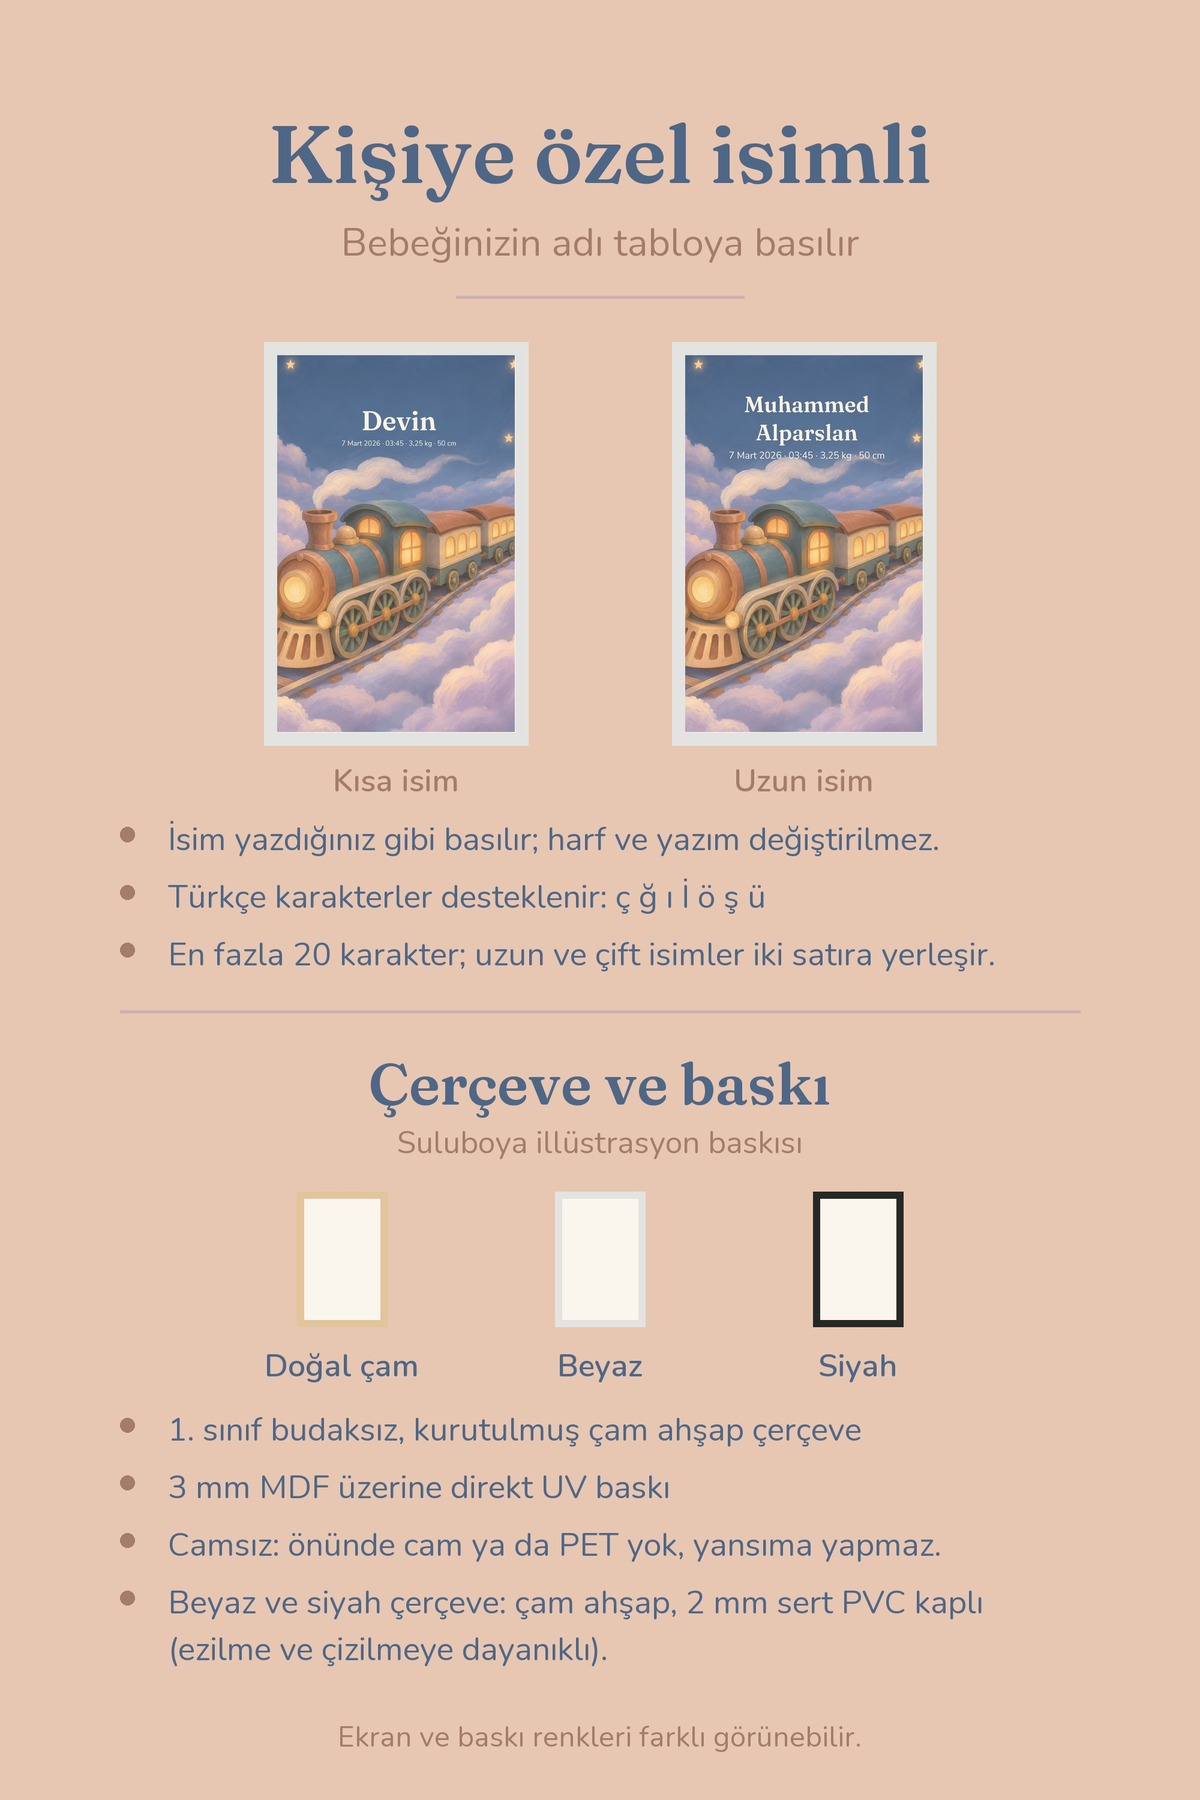 Kişiye özel isimli
Bebeğinizin adı tabloya basılır
Devin
7 Mart 2026 · 03:45 · 3,25 kg · 50 cm
Muhammed
Alparslan
7 Mart 2026 · 03:45 · 3,25 kg · 50 cm
Kısa isim
Uzun isim
İsim yazdığınız gibi basılır; harf ve yazım değiştirilmez.
Türkçe karakterler desteklenir: ç ğ ı İ ö ş ü
En fazla 20 karakter; uzun ve çift isimler iki satıra yerleşir.
Çerçeve ve baskı
Suluboya illüstrasyon baskısı
Doğal çam
Beyaz
Siyah
1. sınıf budaksız, kurutulmuş çam ahşap çerçeve
3 mm MDF üzerine direkt UV baskı
Camsız: önünde cam ya da PET yok, yansıma yapmaz.
Beyaz ve siyah çerçeve: çam ahşap, 2 mm sert PVC kaplı
(ezilme ve çizilmeye dayanıklı).
Ekran ve baskı renkleri farklı görünebilir.